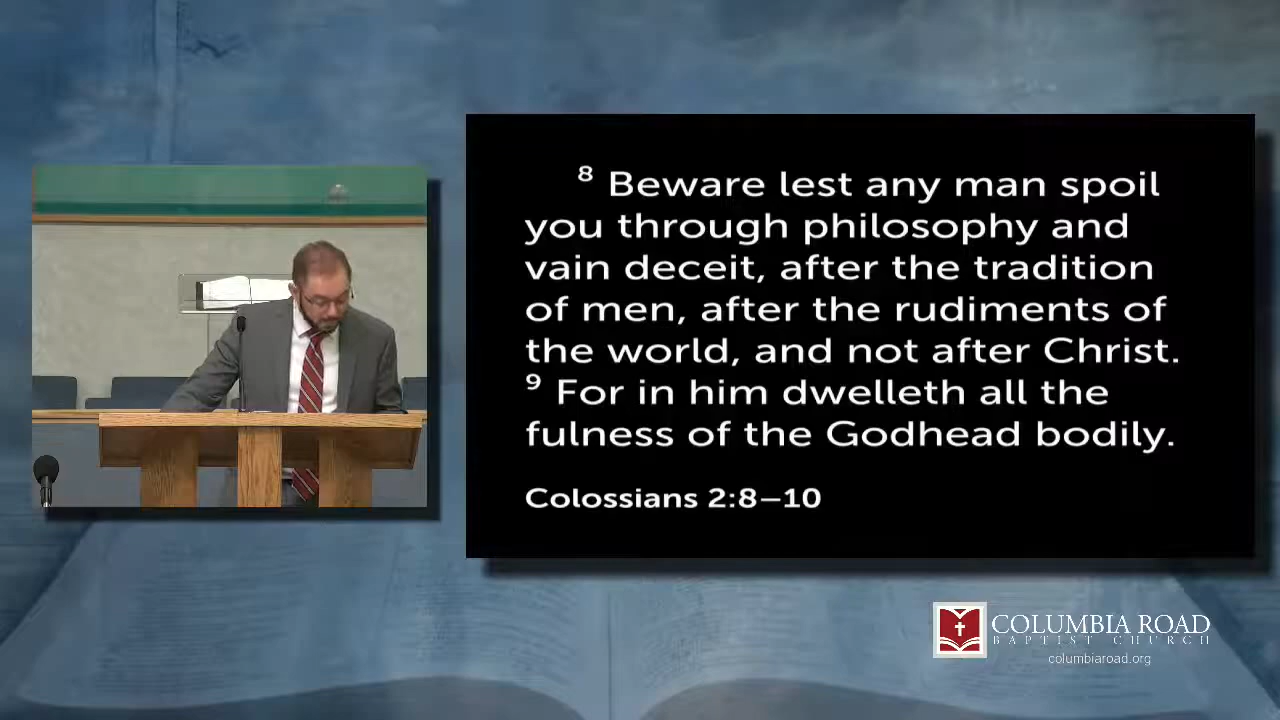 ⁸ Beware lest any man spoil
you through philosophy and
vain deceit, after the tradition
of men, after the rudiments of
the world, and not after Christ.
⁹ For in him dwelleth all the
fulness of the Godhead bodily.
Colossians 2:8–10
COLUMBIA ROAD
BAPTIST CHURCH
columbiaroad.org